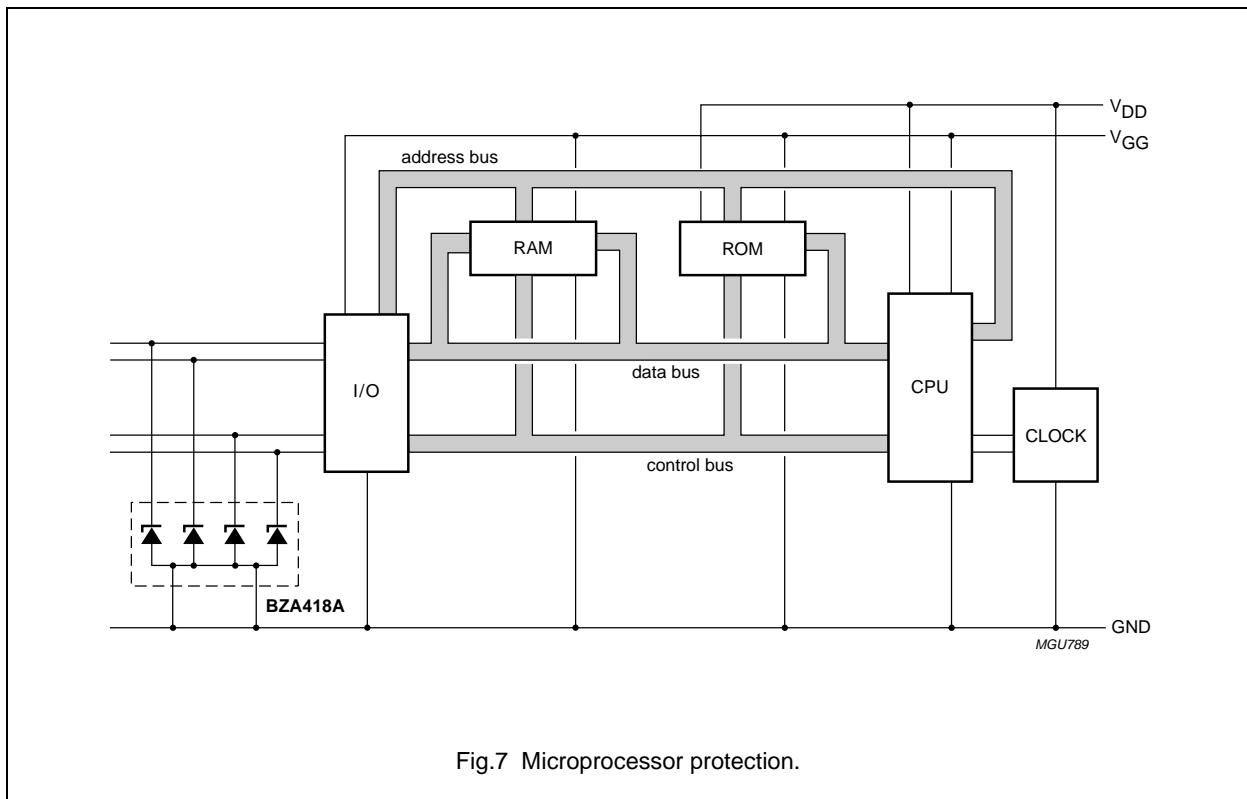 VDD
VGG
address bus
RAM
ROM
data bus
I/O
CPU
CLOCK
control bus
BZA418A
GND
MGU789
Fig.7 Microprocessor protection.